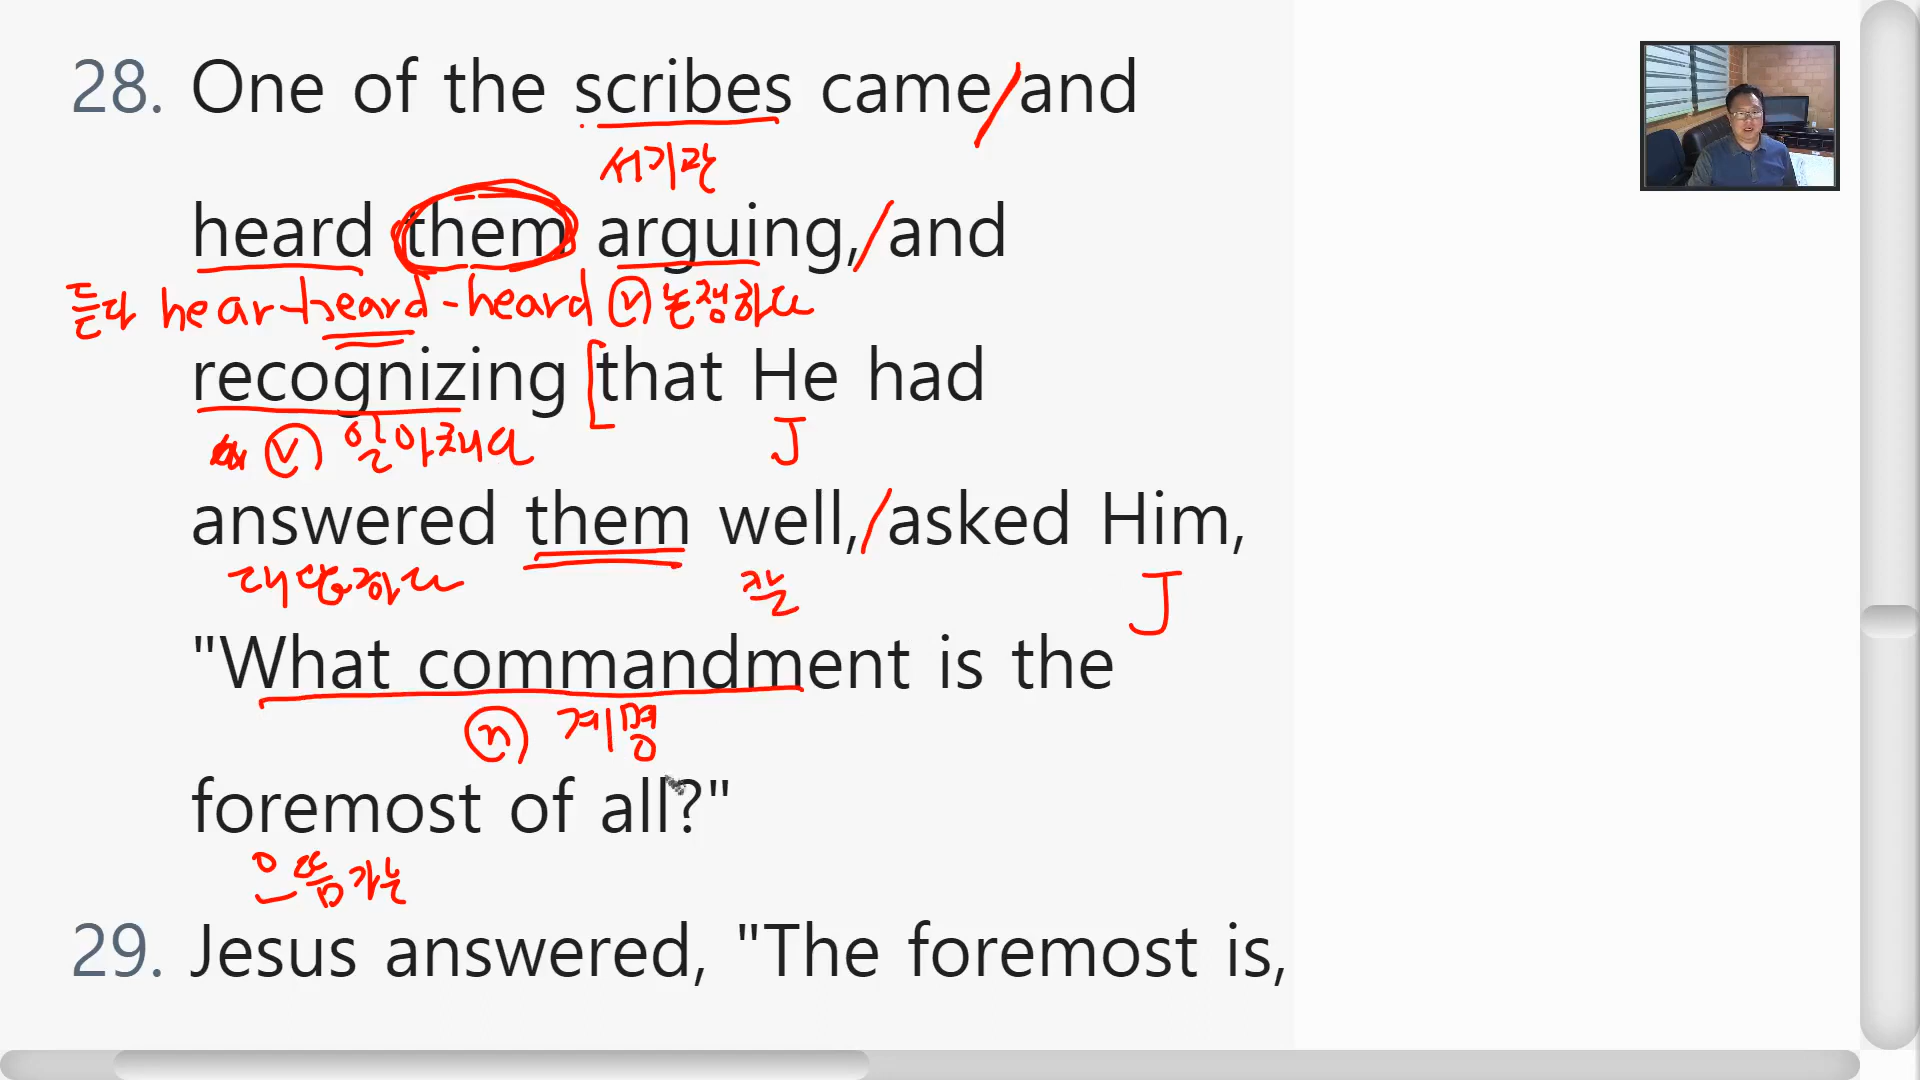 28. One of the scribes came/and
서기관
heard them arguing,/and
듣다 hear-heard-heard ⓥ 논쟁하다
recognizing [that He had
ⓥ 알아채다 J
answered them well,/asked Him,
대답하다 잘 J
"What commandment is the
ⓝ 계명
foremost of all?"
으뜸가는
29. Jesus answered, "The foremost is,